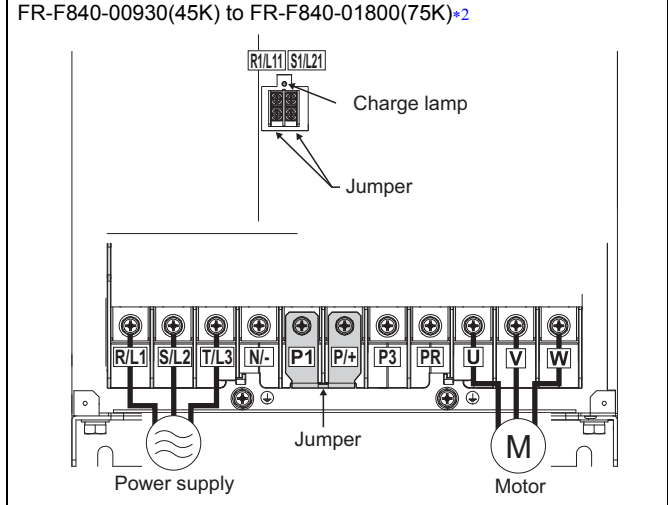 FR-F840-00930(45K) to FR-F840-01800(75K)*2
R1/L11 S1/L21
Charge lamp
Jumper
R/L1 S/L2 T/L3 N/- P1 P/+ P3 PR U V W
Jumper
M
Power supply
Motor